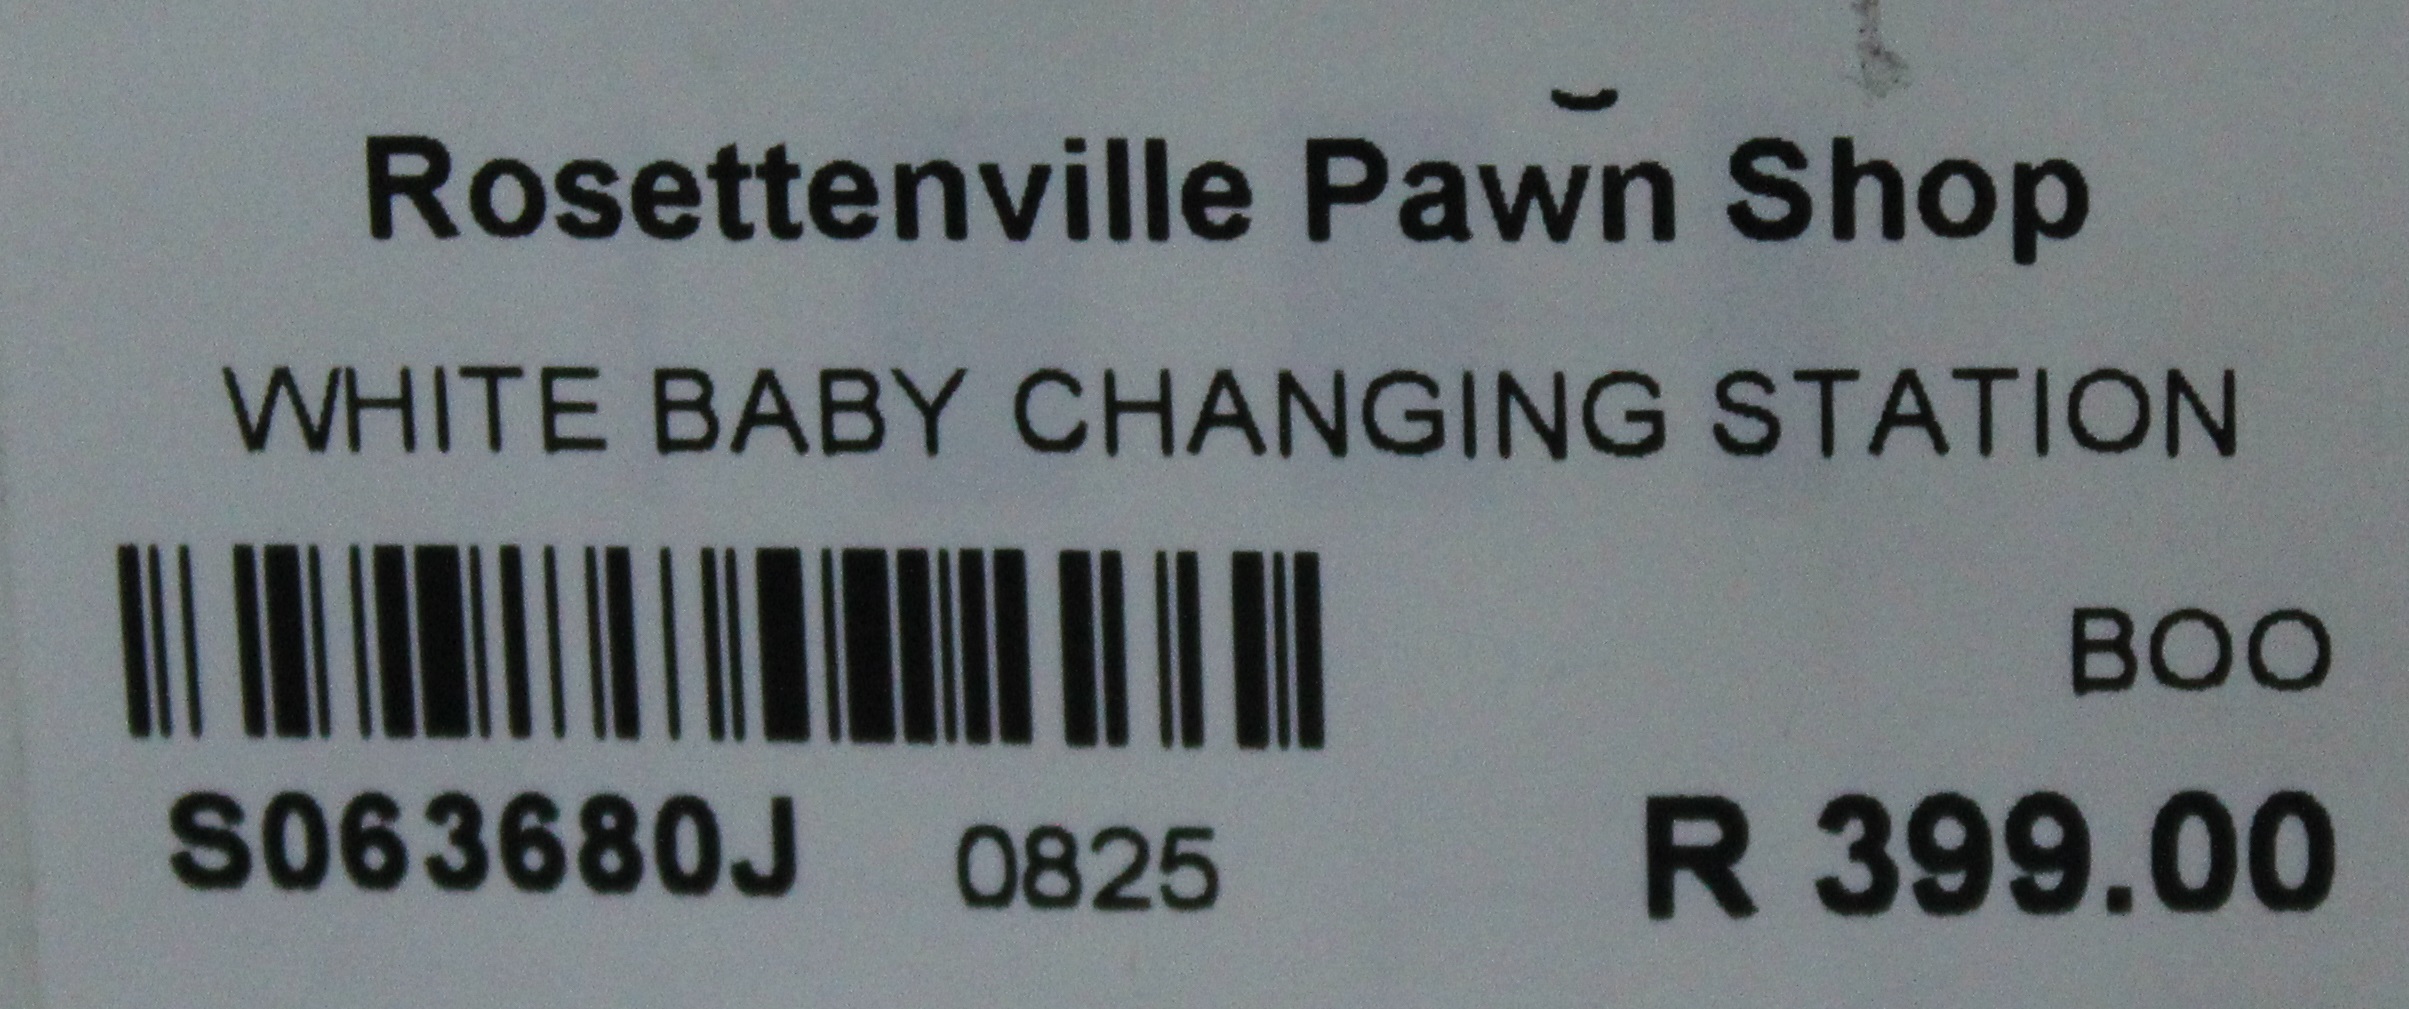 Rosettenville Pawn Shop
WHITE BABY CHANGING STATION
BOO
S063680J 0825 R 399.00